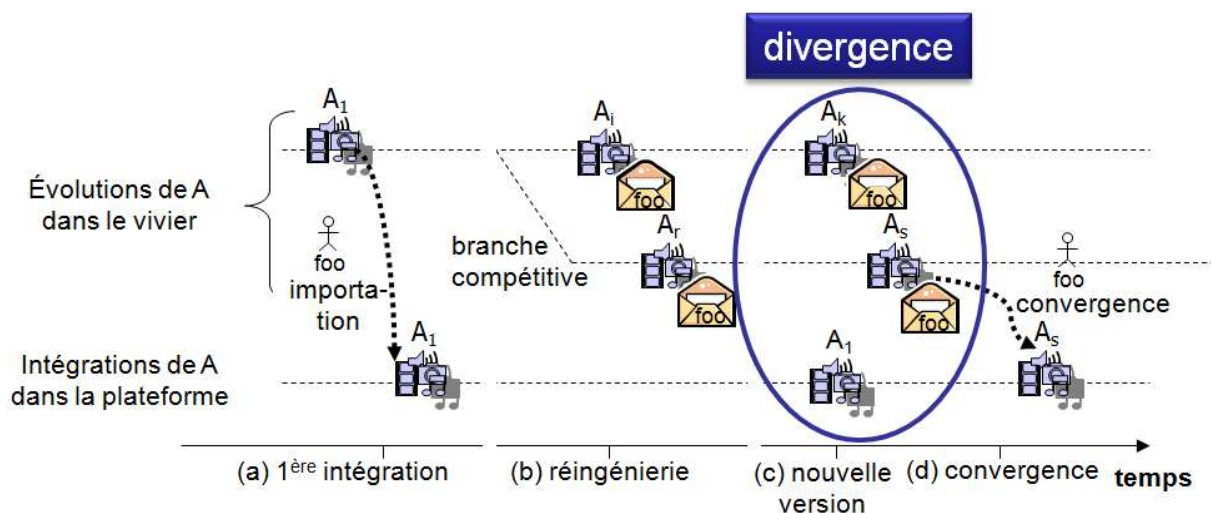 divergence
A1
Ai
Ak
Évolutions de A
dans le vivier
foo
foo
importa-
tion
branche
compétitive
Ar
foo
As
foo
foo
foo
convergence
Intégrations de A
dans la plateforme
A1
A1
As
(a) 1ère intégration
(b) réingénierie
(c) nouvelle
version
(d) convergence
temps